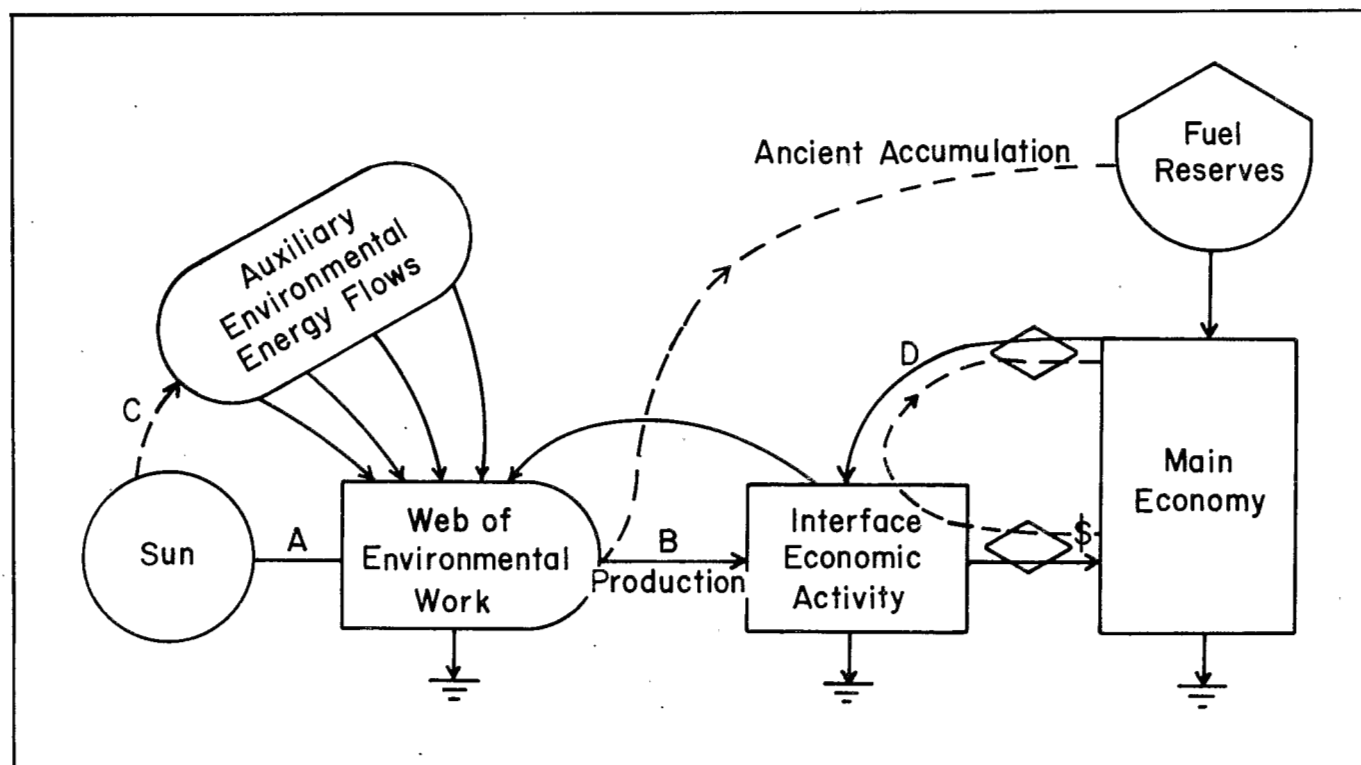 Fuel
Reserves
Ancient Accumulation
Auxiliary
Environmental
Energy Flows
C
D
Sun
A
Web of
Environmental
Work
B
Production
Interface
Economic
Activity
$
Main
Economy